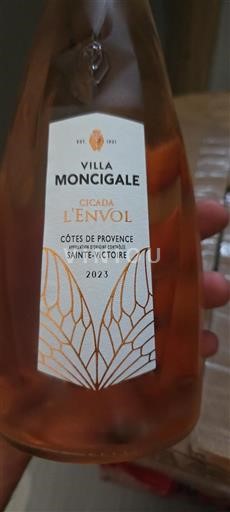 EST. 1921
VILLA
MONCIGALE
CICADA
L'ENVOL
CÔTES DE PROVENCE
APPELLATION D'ORIGINE CONTRÔLÉE
SAINTE-VICTOIRE
2023